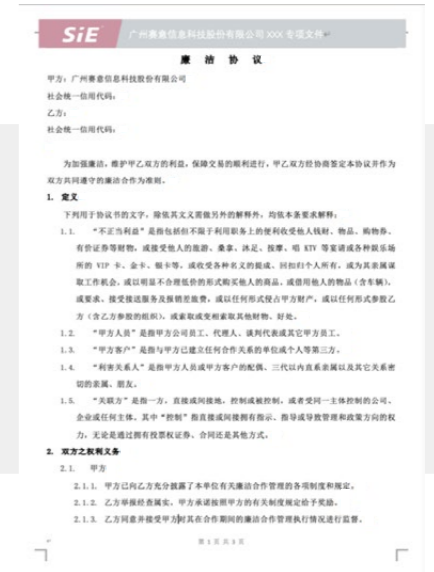 SiE
广州赛意信息科技股份有限公司 XXX 专项文件
廉 洁 协 议
甲方：广州赛意信息科技股份有限公司
社会统一信用代码：
乙方：
社会统一信用代码：
为加强廉洁，维护甲乙双方的利益，保障交易的顺利进行，甲乙双方经协商签定本协议并作为
双方共同遵守的廉洁合作为准则。
1. 定义
下列用于协议书的文字，除依其文义需做另外的解释外，均依本条要求解释：
1.1. “不正当利益”是指包括但不限于利用职务上的便利收受他人钱财、物品、购物券、
有价证券等财物，或接受他人的旅游、桑拿、沐足、按摩、唱 KTV 等宴请或各种娱乐场
所的 VIP 卡、金卡、银卡等，或收受各种名义的提成、回扣归个人所有，或为其亲属谋
取工作机会，或以明显不合理低价的形式购买他人的商品，或借用他人的物品（含车辆），
或要求、接受接送服务及报销差旅费，或以任何形式侵占甲方财产，或以任何形式参股乙
方（含乙方参股的组织），或索取或变相索取其他财物、好处。
1.2. “甲方人员”是指甲方公司员工、代理人、谈判代表或其它甲方员工。
1.3. “甲方客户”是指与甲方已建立任何合作关系的单位或个人等第三方。
1.4. “利害关系人”是指甲方人员或甲方客户的配偶、三代以内直系亲属以及其它关系密
切的亲属、朋友。
1.5. “关联方”是指一方，直接或间接地，控制或被控制，或者受同一主体控制的公司、
企业或任何主体。其中“控制”指直接或间接拥有指示、指导或导致管理和政策方向的权
力，无论是通过拥有投票权证券、合同还是其他方式。
2. 双方之权利义务
2.1. 甲方
2.1.1. 甲方已向乙方充分披露了本单位有关廉洁合作管理的各项制度和规定。
2.1.2. 乙方举报经查属实，甲方承诺按照甲方的有关制度规定给予奖励。
2.1.3. 乙方同意并接受甲方对其在合作期间的廉洁合作管理执行情况进行监督。
第 1 页 共 3 页